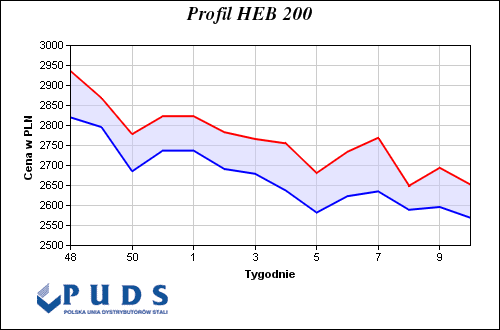 Profil HEB 200
3000
2950
2900
2850
2800
2750
2700
2650
2600
2550
2500
Cena w PLN
48 50 1 3 5 7 9
Tygodnie
PUDS
POLSKA UNIA DYSTRYBUTORÓW STALI